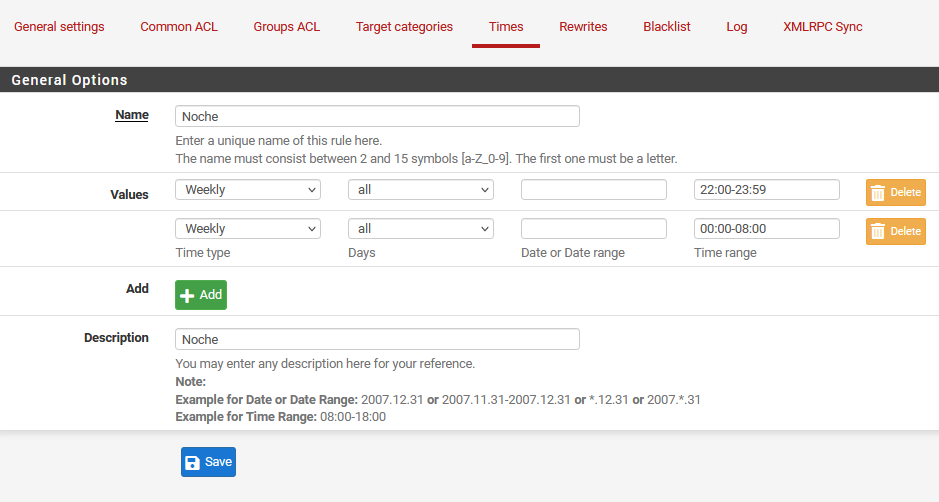 General settings Common ACL Groups ACL Target categories Times Rewrites Blacklist Log XMLRPC Sync
General Options
Name Noche
Enter a unique name of this rule here.
The name must consist between 2 and 15 symbols [a-Z_0-9]. The first one must be a letter.
Values Weekly all 22:00-23:59 Delete
Weekly all 00:00-08:00 Delete
Time type Days Date or Date range Time range
Add Add
Description Noche
You may enter any description here for your reference.
Note:
Example for Date or Date Range: 2007.12.31 or 2007.11.31-2007.12.31 or *.12.31 or 2007.*.31
Example for Time Range: 08:00-18:00
Save